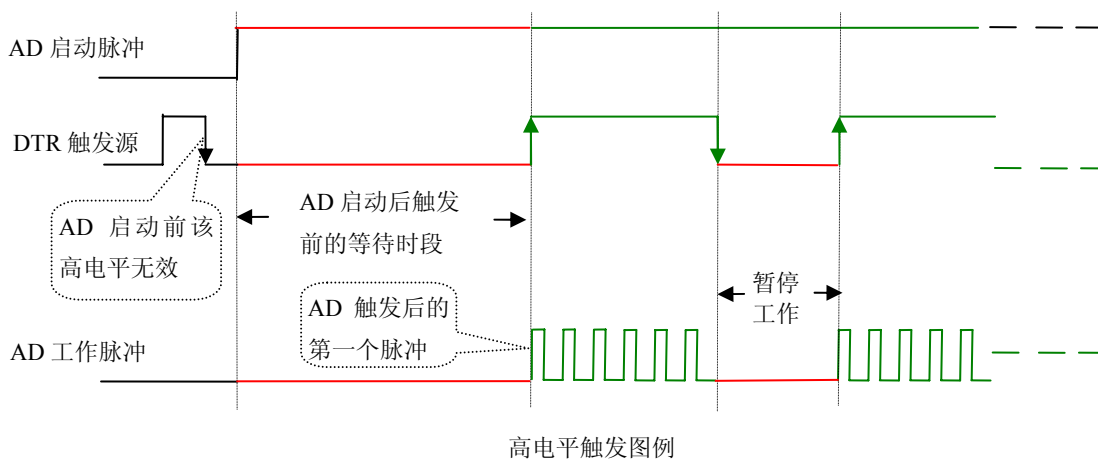 AD 启动脉冲
DTR 触发源
AD 启动前该
高电平无效
AD 启动后触发
前的等待时段
AD 触发后的
第一个脉冲
暂停
工作
AD 工作脉冲
高电平触发图例